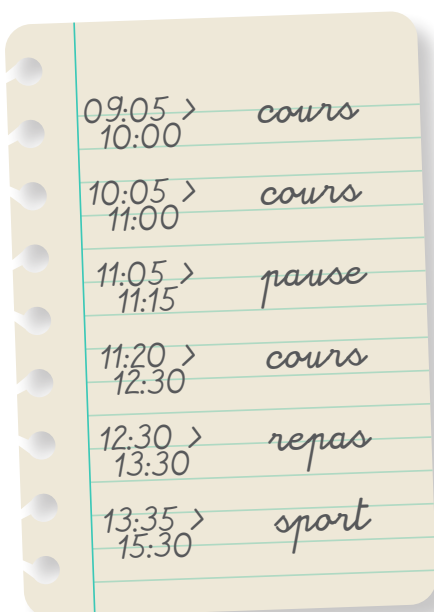 09:05 > cours
10:00
10:05 > cours
11:00
11:05 > pause
11:15
11:20 > cours
12:30
12:30 > repas
13:30
13:35 > sport
15:30